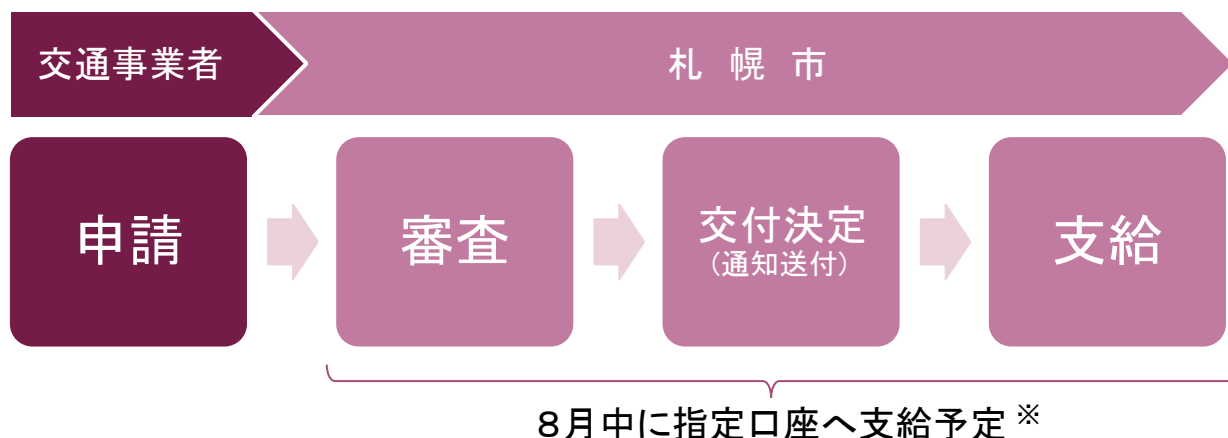 交通事業者
札 幌 市
申請
審査
交付決定
（通知送付）
支給
８月中に指定口座へ支給予定※